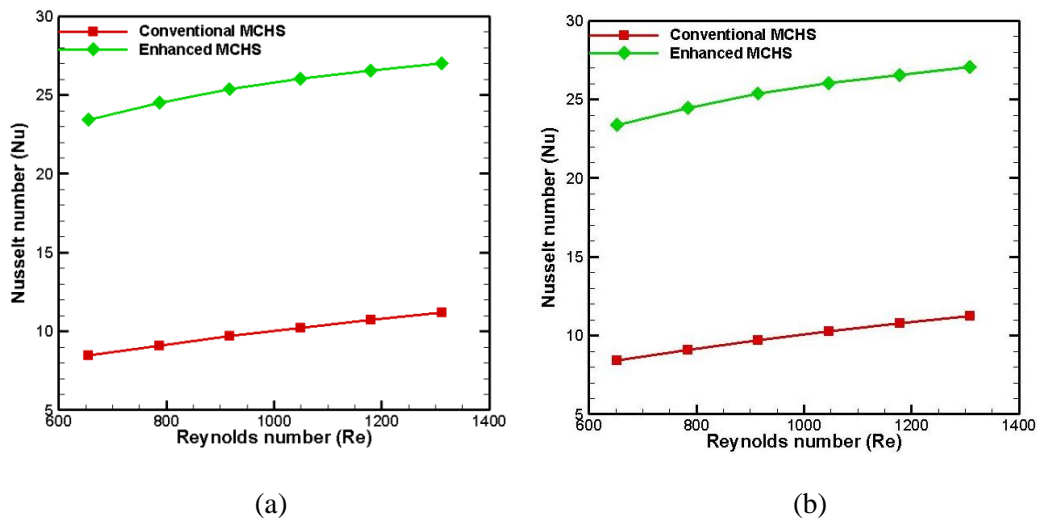 30
25
20
15
10
5
Nusselt number (Nu)
Conventional MCHS
Enhanced MCHS
600 800 1000 1200 1400
Reynolds number (Re)
(a)
30
25
20
15
10
5
Nusselt number (Nu)
Conventional MCHS
Enhanced MCHS
600 800 1000 1200 1400
Reynolds number (Re)
(b)